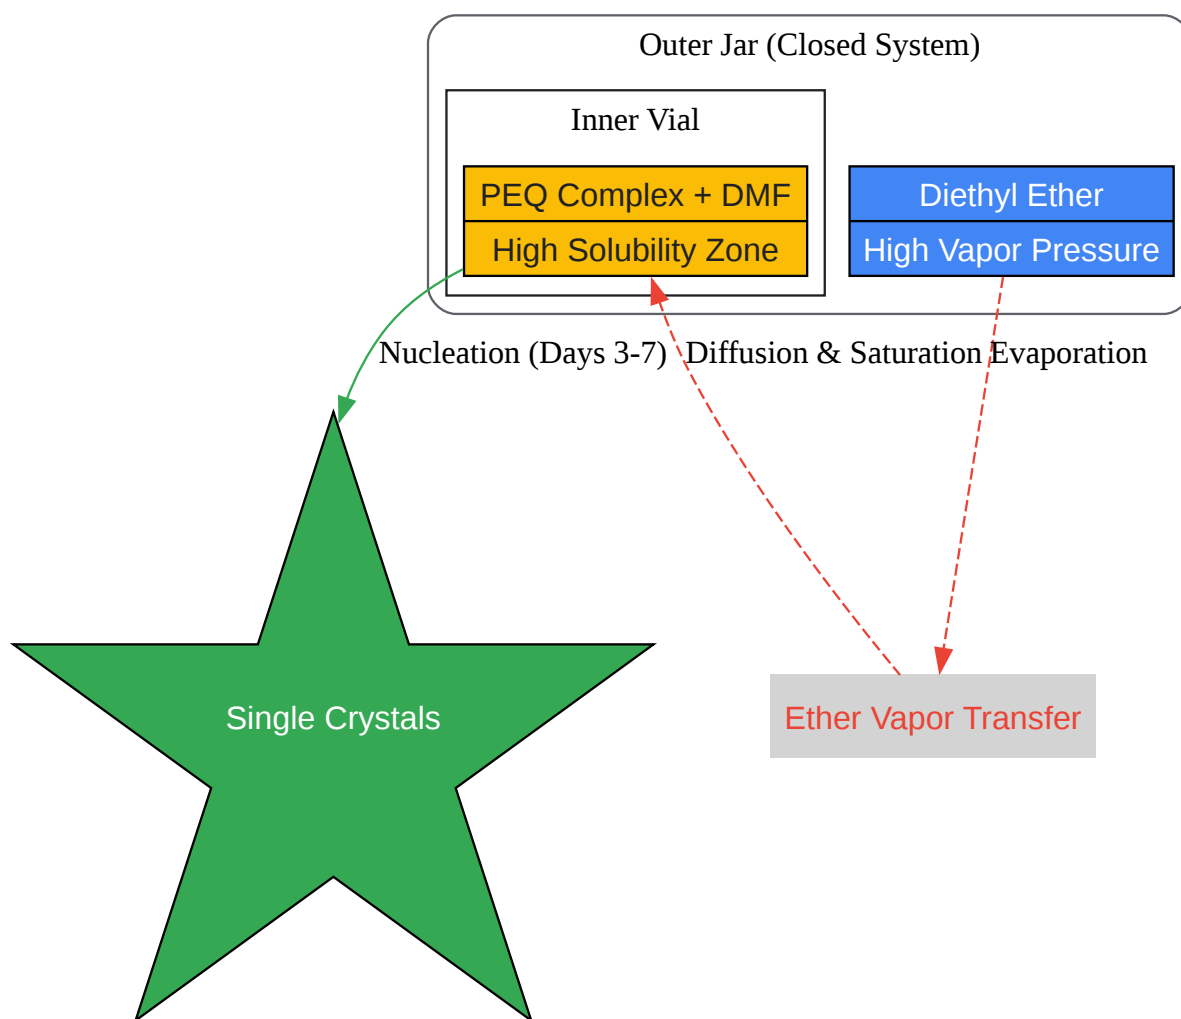 Outer Jar (Closed System)
Inner Vial
PEQ Complex + DMF
High Solubility Zone
Diethyl Ether
High Vapor Pressure
Nucleation (Days 3-7)
Diffusion & Saturation
Evaporation
Single Crystals
Ether Vapor Transfer